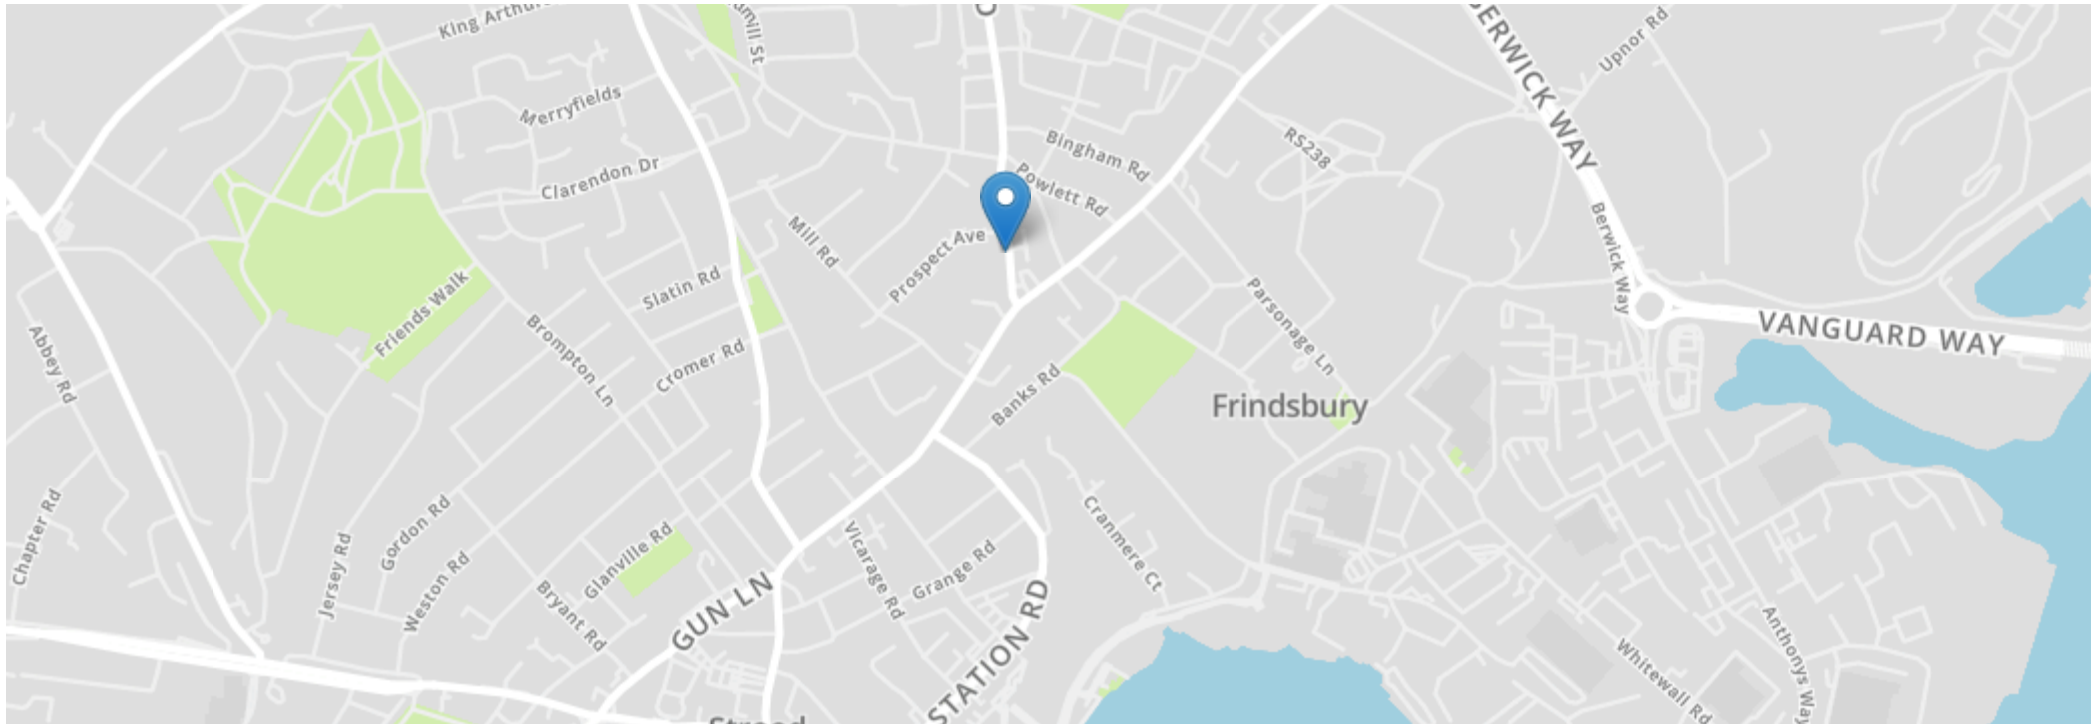 King Arthur
Upnor Rd
BERWICK WAY
Merryfields
Bingham Rd
RS238
Clarendon Dr
Powlett Rd
Mill Rd
Prospect Ave
Berwick Way
Slatin Rd
Friends Walk
Parsonage Ln
VANGUARD WAY
Abbey Rd
Brompton Ln
Cromer Rd
Banks Rd
Frindsbury
Chapter Rd
Gordon Rd
Jersey Rd
Weston Rd
Glanville Rd
Bryant Rd
GUN LN
Vicarage Rd
Grange Rd
Cranmere Ct
STATION RD
Anthonys Way
Whitewall Rd
Strood